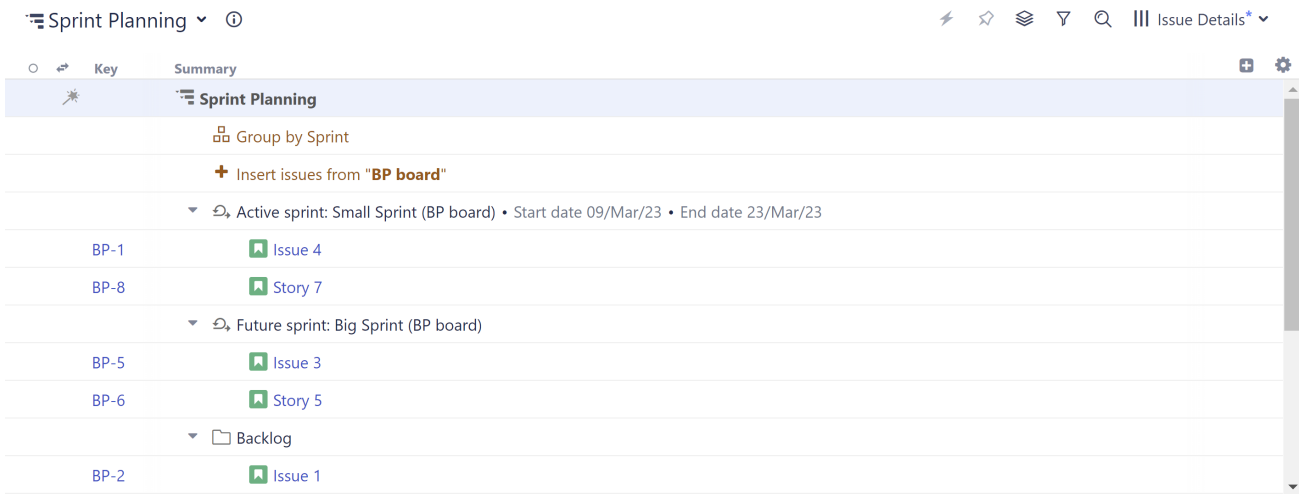 Sprint Planning
Issue Details*
Key Summary
Sprint Planning
Group by Sprint
Insert issues from "BP board"
Active sprint: Small Sprint (BP board) • Start date 09/Mar/23 • End date 23/Mar/23
BP-1 Issue 4
BP-8 Story 7
Future sprint: Big Sprint (BP board)
BP-5 Issue 3
BP-6 Story 5
Backlog
BP-2 Issue 1